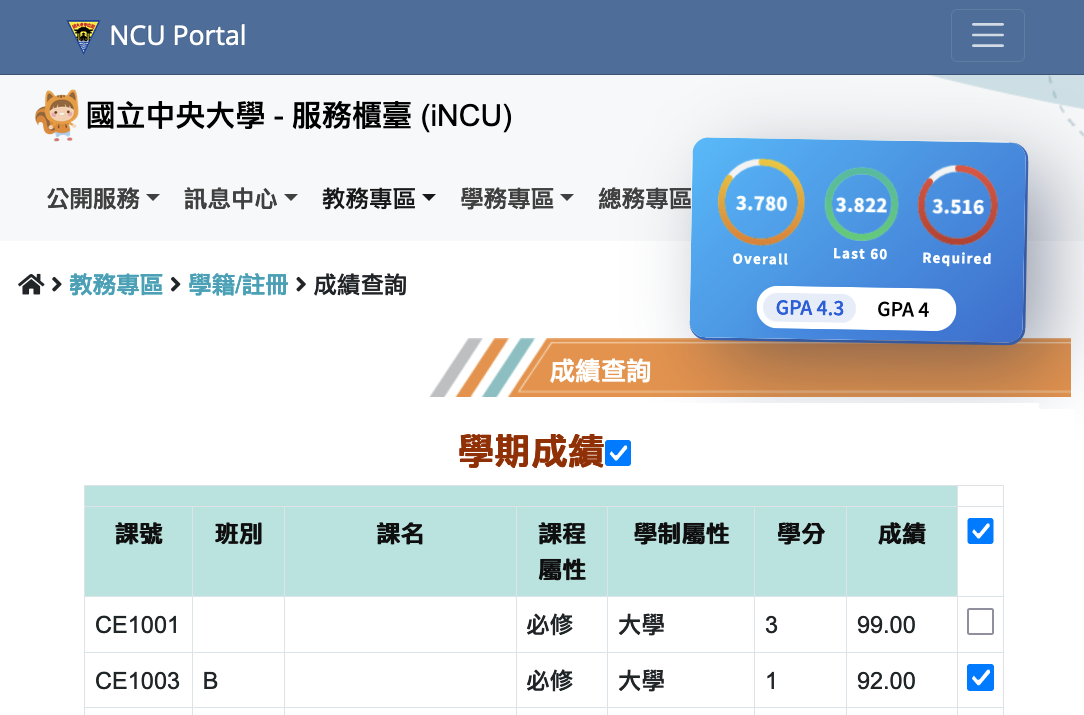 NCU Portal
國立中央大學 - 服務櫃臺 (iNCU)
公開服務 訊息中心 教務專區 學務專區 總務專區
3.780 3.822 3.516
Overall Last 60 Required
GPA 4.3 GPA 4
教務專區 學籍/註冊 成績查詢
成績查詢
學期成績
課號 班別 課名 課程屬性 學制屬性 學分 成績
CE1001 必修 大學 3 99.00
CE1003 B 必修 大學 1 92.00